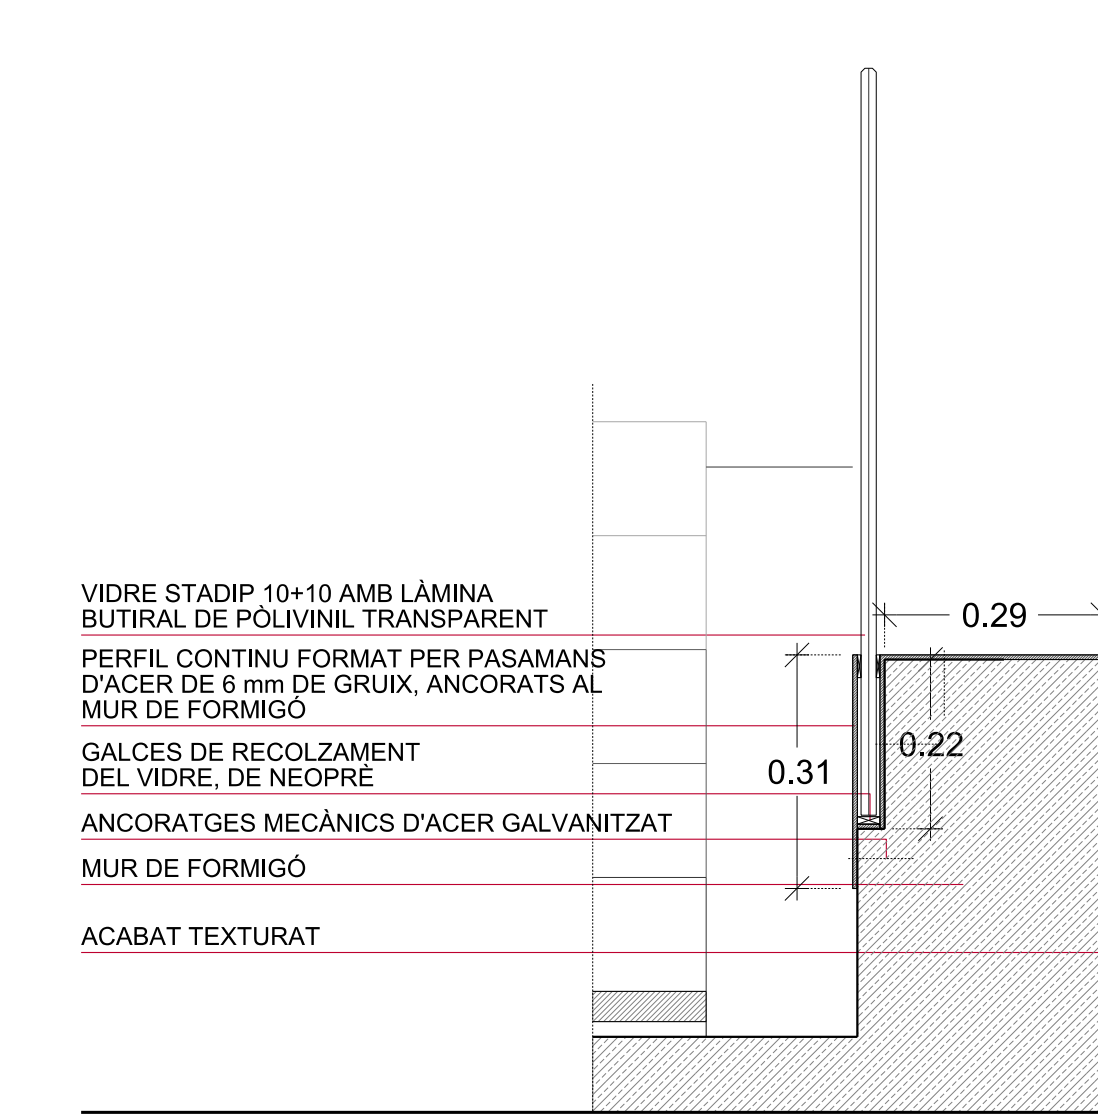 VIDRE STADIP 10+10 AMB LÀMINA
BUTIRAL DE PÒLIVINIL TRANSPARENT
PERFIL CONTINU FORMAT PER PASAMANS
D'ACER DE 6 mm DE GRUIX, ANCORATS AL
MUR DE FORMIGÓ
GALCES DE RECOLZAMENT
DEL VIDRE, DE NEOPRÈ
ANCORATGES MECÀNICS D'ACER GALVANITZAT
MUR DE FORMIGÓ
ACABAT TEXTURAT
0.29
0.22
0.31